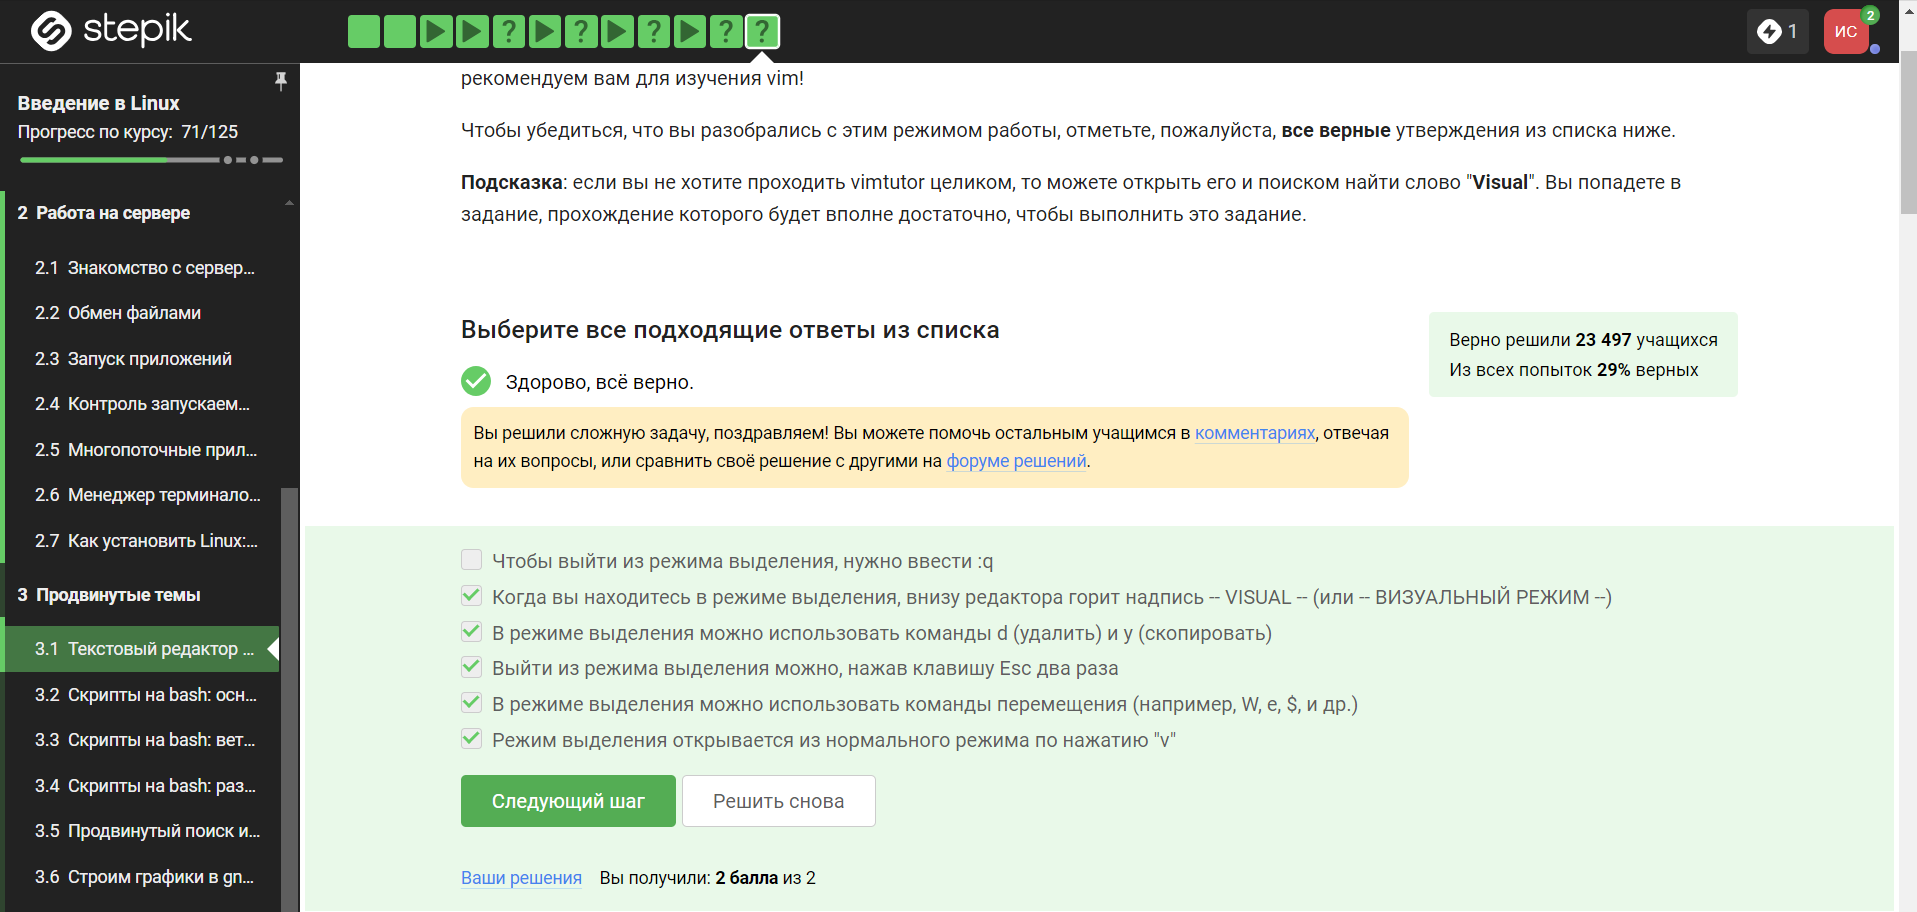 stepik
1
ИС
2
Введение в Linux
Прогресс по курсу: 71/125
2 Работа на сервере
2.1 Знакомство с сервер...
2.2 Обмен файлами
2.3 Запуск приложений
2.4 Контроль запускаем...
2.5 Многопоточные прил...
2.6 Менеджер терминало...
2.7 Как установить Linux:...
3 Продвинутые темы
3.1 Текстовый редактор ...
3.2 Скрипты на bash: осн...
3.3 Скрипты на bash: вет...
3.4 Скрипты на bash: раз...
3.5 Продвинутый поиск и...
3.6 Строим графики в gn...
рекомендуем вам для изучения vim!
Чтобы убедиться, что вы разобрались с этим режимом работы, отметьте, пожалуйста, все верные утверждения из списка ниже.
Подсказка: если вы не хотите проходить vimtutor целиком, то можете открыть его и поиском найти слово "Visual". Вы попадете в
задание, прохождение которого будет вполне достаточно, чтобы выполнить это задание.
Выберите все подходящие ответы из списка
Здорово, всё верно.
Верно решили 23 497 учащихся
Из всех попыток 29% верных
Вы решили сложную задачу, поздравляем! Вы можете помочь остальным учащимся в комментариях, отвечая
на их вопросы, или сравнить своё решение с другими на форуме решений.
Чтобы выйти из режима выделения, нужно ввести :q
Когда вы находитесь в режиме выделения, внизу редактора горит надпись -- VISUAL -- (или -- ВИЗУАЛЬНЫЙ РЕЖИМ --)
В режиме выделения можно использовать команды d (удалить) и y (скопировать)
Выйти из режима выделения можно, нажав клавишу Esc два раза
В режиме выделения можно использовать команды перемещения (например, W, e, $, и др.)
Режим выделения открывается из нормального режима по нажатию "v"
Следующий шаг
Решить снова
Ваши решения Вы получили: 2 балла из 2